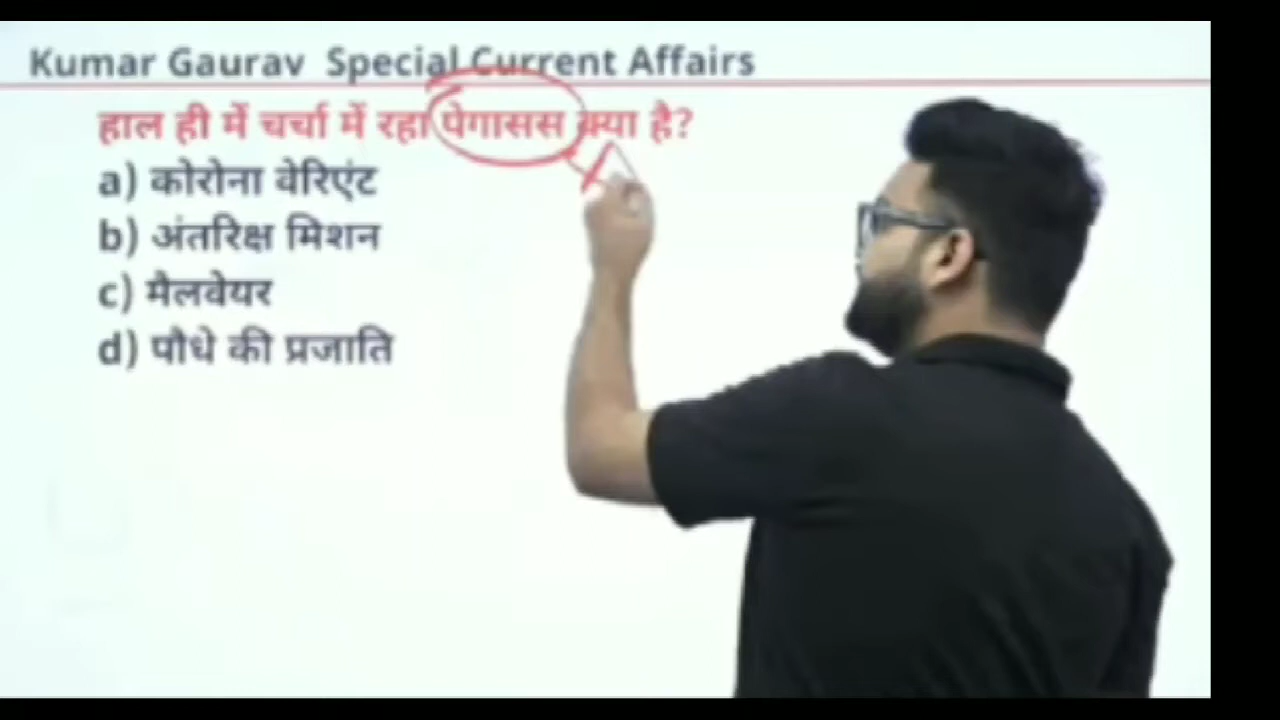 Kumar Gaurav Special Current Affairs
हाल ही में चर्चा में रहा पेगासस क्या है?
a) कोरोना वेरिएंट
b) अंतरिक्ष मिशन
c) मैलवेयर
d) पौधे की प्रजाति